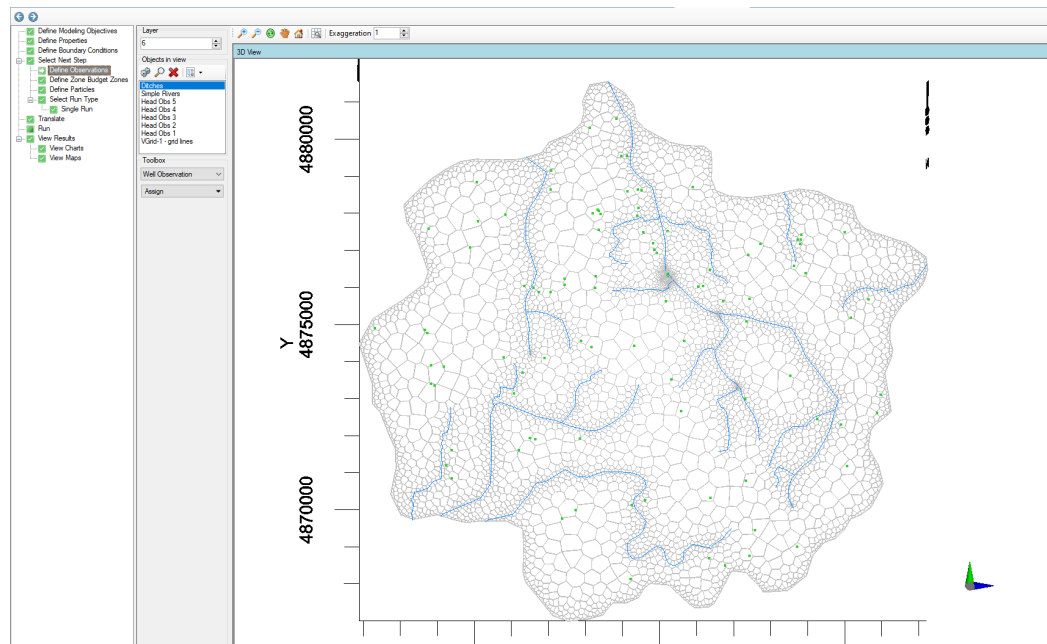 Define Modeling Objectives
Define Properties
Define Boundary Conditions
Select Next Step
Define Observations
Define Zone Budget Zones
Define Particles
Select Run Type
Single Run
Translate
Run
View Results
View Charts
View Maps
Layer
6
Objects in view
Ditches
Simple Rivers
Head Obs 5
Head Obs 4
Head Obs 3
Head Obs 2
Head Obs 1
VGrid-1 - grid lines
Toolbox
Well Observation
Assign
Exaggeration 1
3D View
4880000
Y
4875000
4870000